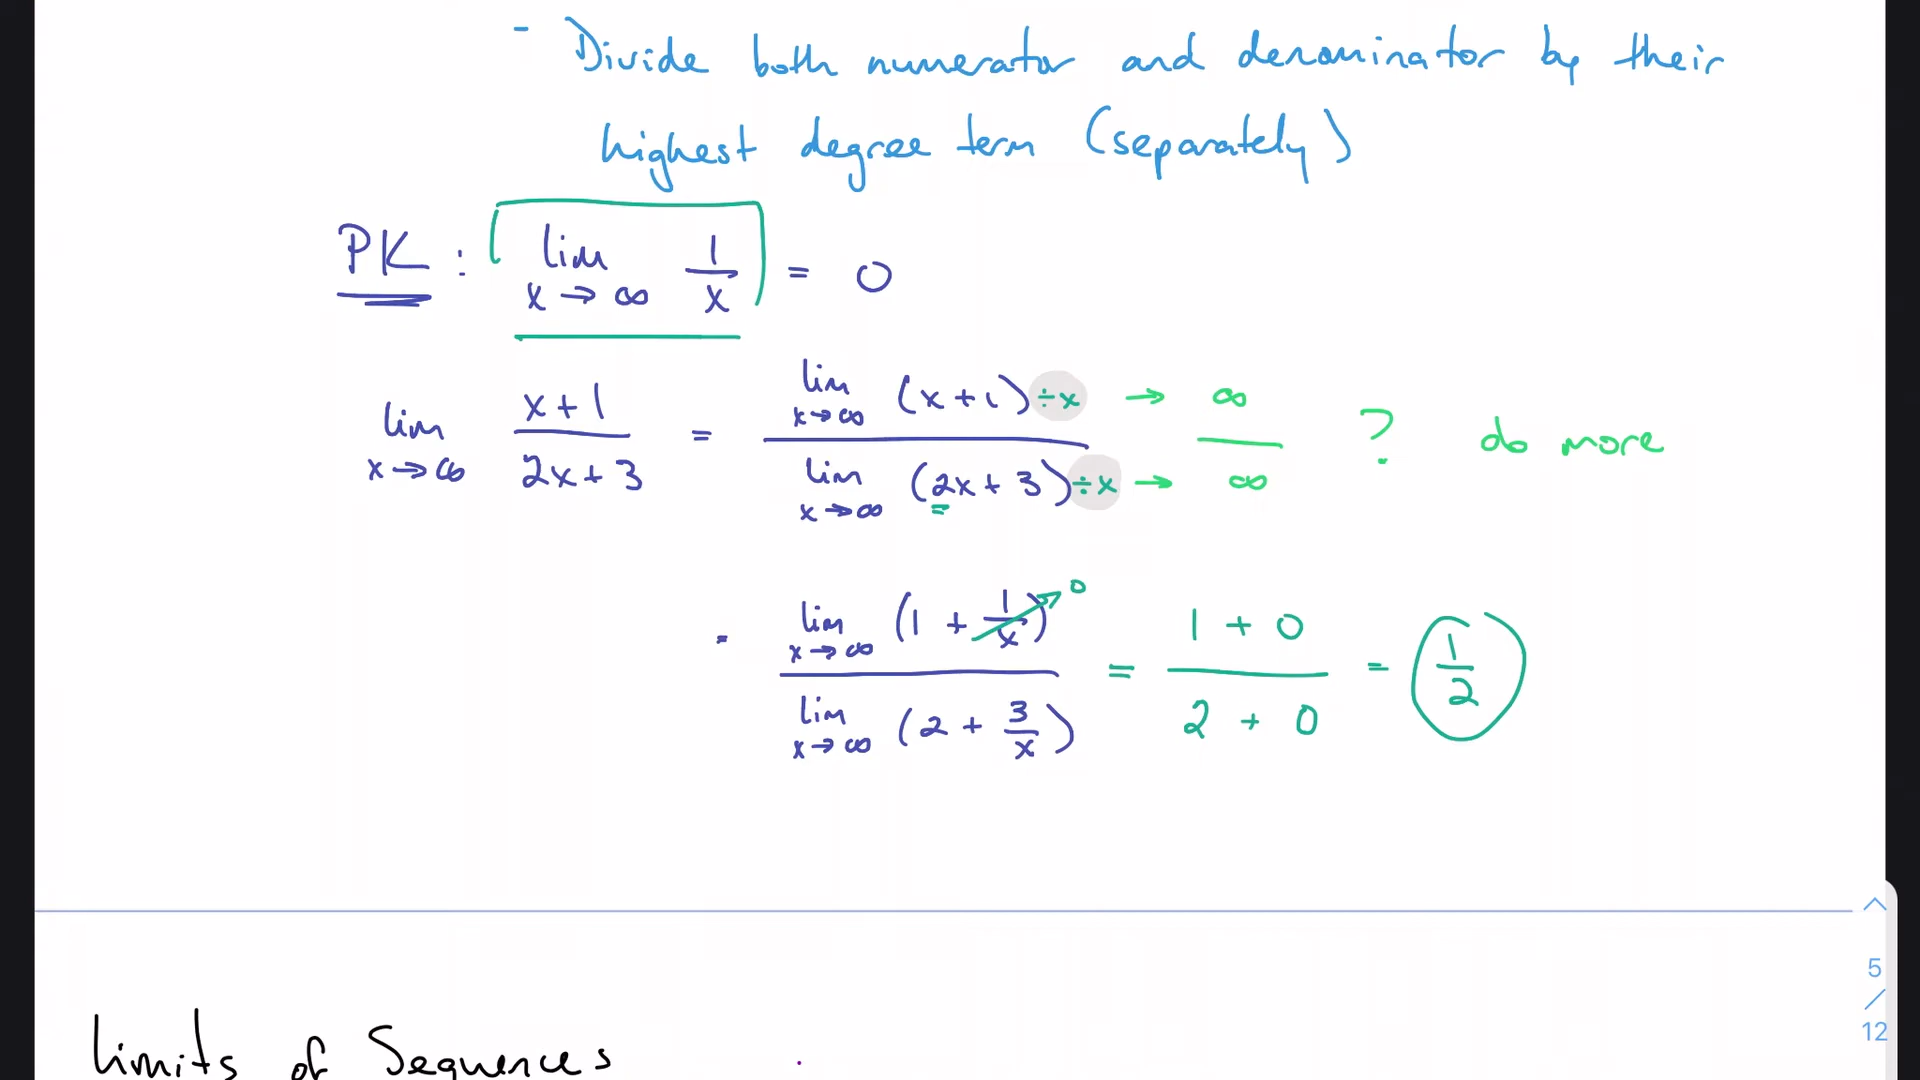 - Divide both numerator and denominator by their
highest degree term (separately)
PK : lim x→∞ 1/x = 0
lim x→∞ x+1 / 2x+3 = lim x→∞ (x+1) ÷x / lim x→∞ (2x+3) ÷x → ∞ / → ∞ ? do more
= lim x→∞ (1 + 1/x) 0 / lim x→∞ (2 + 3/x) = 1 + 0 / 2 + 0 = 1/2
Limits of Sequences
5
/
12